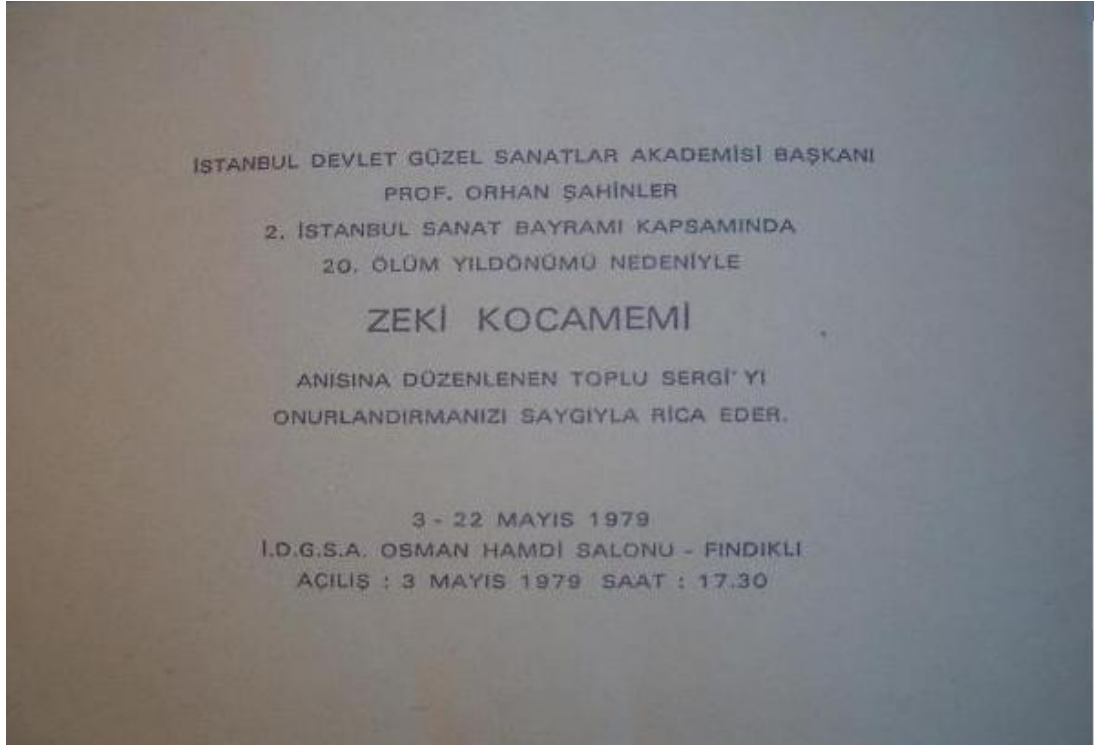 İSTANBUL DEVLET GÜZEL SANATLAR AKADEMİSİ BAŞKANI
PROF. ORHAN ŞAHİNLER
2. İSTANBUL SANAT BAYRAMI KAPSAMINDA
20. ÖLÜM YILDÖNÜMÜ NEDENİYLE
ZEKİ KOCAMEMİ
ANISINA DÜZENLENEN TOPLU SERGİ'YI
ONURLANDIRMANIZI SAYGIYLA RİCA EDER.
3 - 22 MAYIS 1979
İ.D.G.S.A. OSMAN HAMDİ SALONU - FINDIKLI
AÇILIŞ : 3 MAYIS 1979 SAAT : 17.30